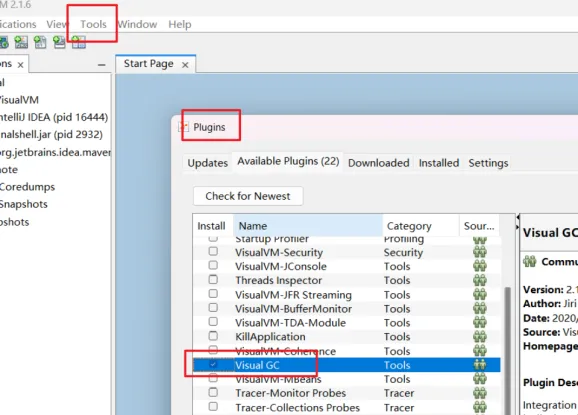 M 2.1.6
ications View Tools Window Help
ons × Start Page ×
al
VisualVM
ntelliJ IDEA (pid 16444)
nalshell.jar (pid 2932)
org.jetbrains.idea.maven
note
Coredumps
Snapshots
pshots
Plugins
Updates Available Plugins (22) Downloaded Installed Settings
Check for Newest
Install Name Category Sour...
Startup Profiler Profiling
VisualVM-Security Security
VisualVM-JConsole Tools
Threads Inspector Tools
VisualVM-JFR Streaming Tools
VisualVM-BufferMonitor Tools
VisualVM-TDA-Module Tools
KillApplication Tools
VisualVM-Coherence Tools
Visual GC Tools
VisualVM-MBeans Tools
Tracer-Monitor Probes Tracer
Tracer-Collections Probes Tracer
Visual GC
Commu
Version: 2.1
Author: Jiri
Date: 2020/
Source: Visu
Homepage
Plugin Desc
Integration